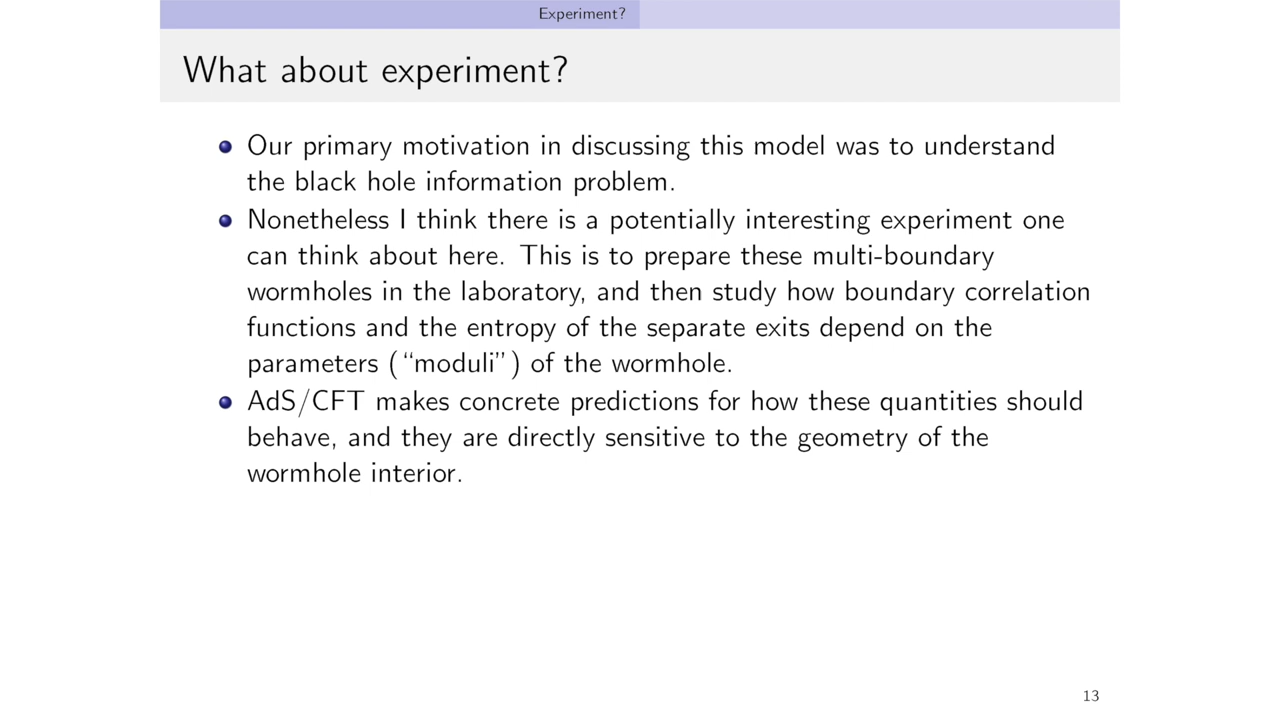 Experiment?
What about experiment?
Our primary motivation in discussing this model was to understand
the black hole information problem.
Nonetheless I think there is a potentially interesting experiment one
can think about here. This is to prepare these multi-boundary
wormholes in the laboratory, and then study how boundary correlation
functions and the entropy of the separate exits depend on the
parameters (“moduli”) of the wormhole.
AdS/CFT makes concrete predictions for how these quantities should
behave, and they are directly sensitive to the geometry of the
wormhole interior.
13